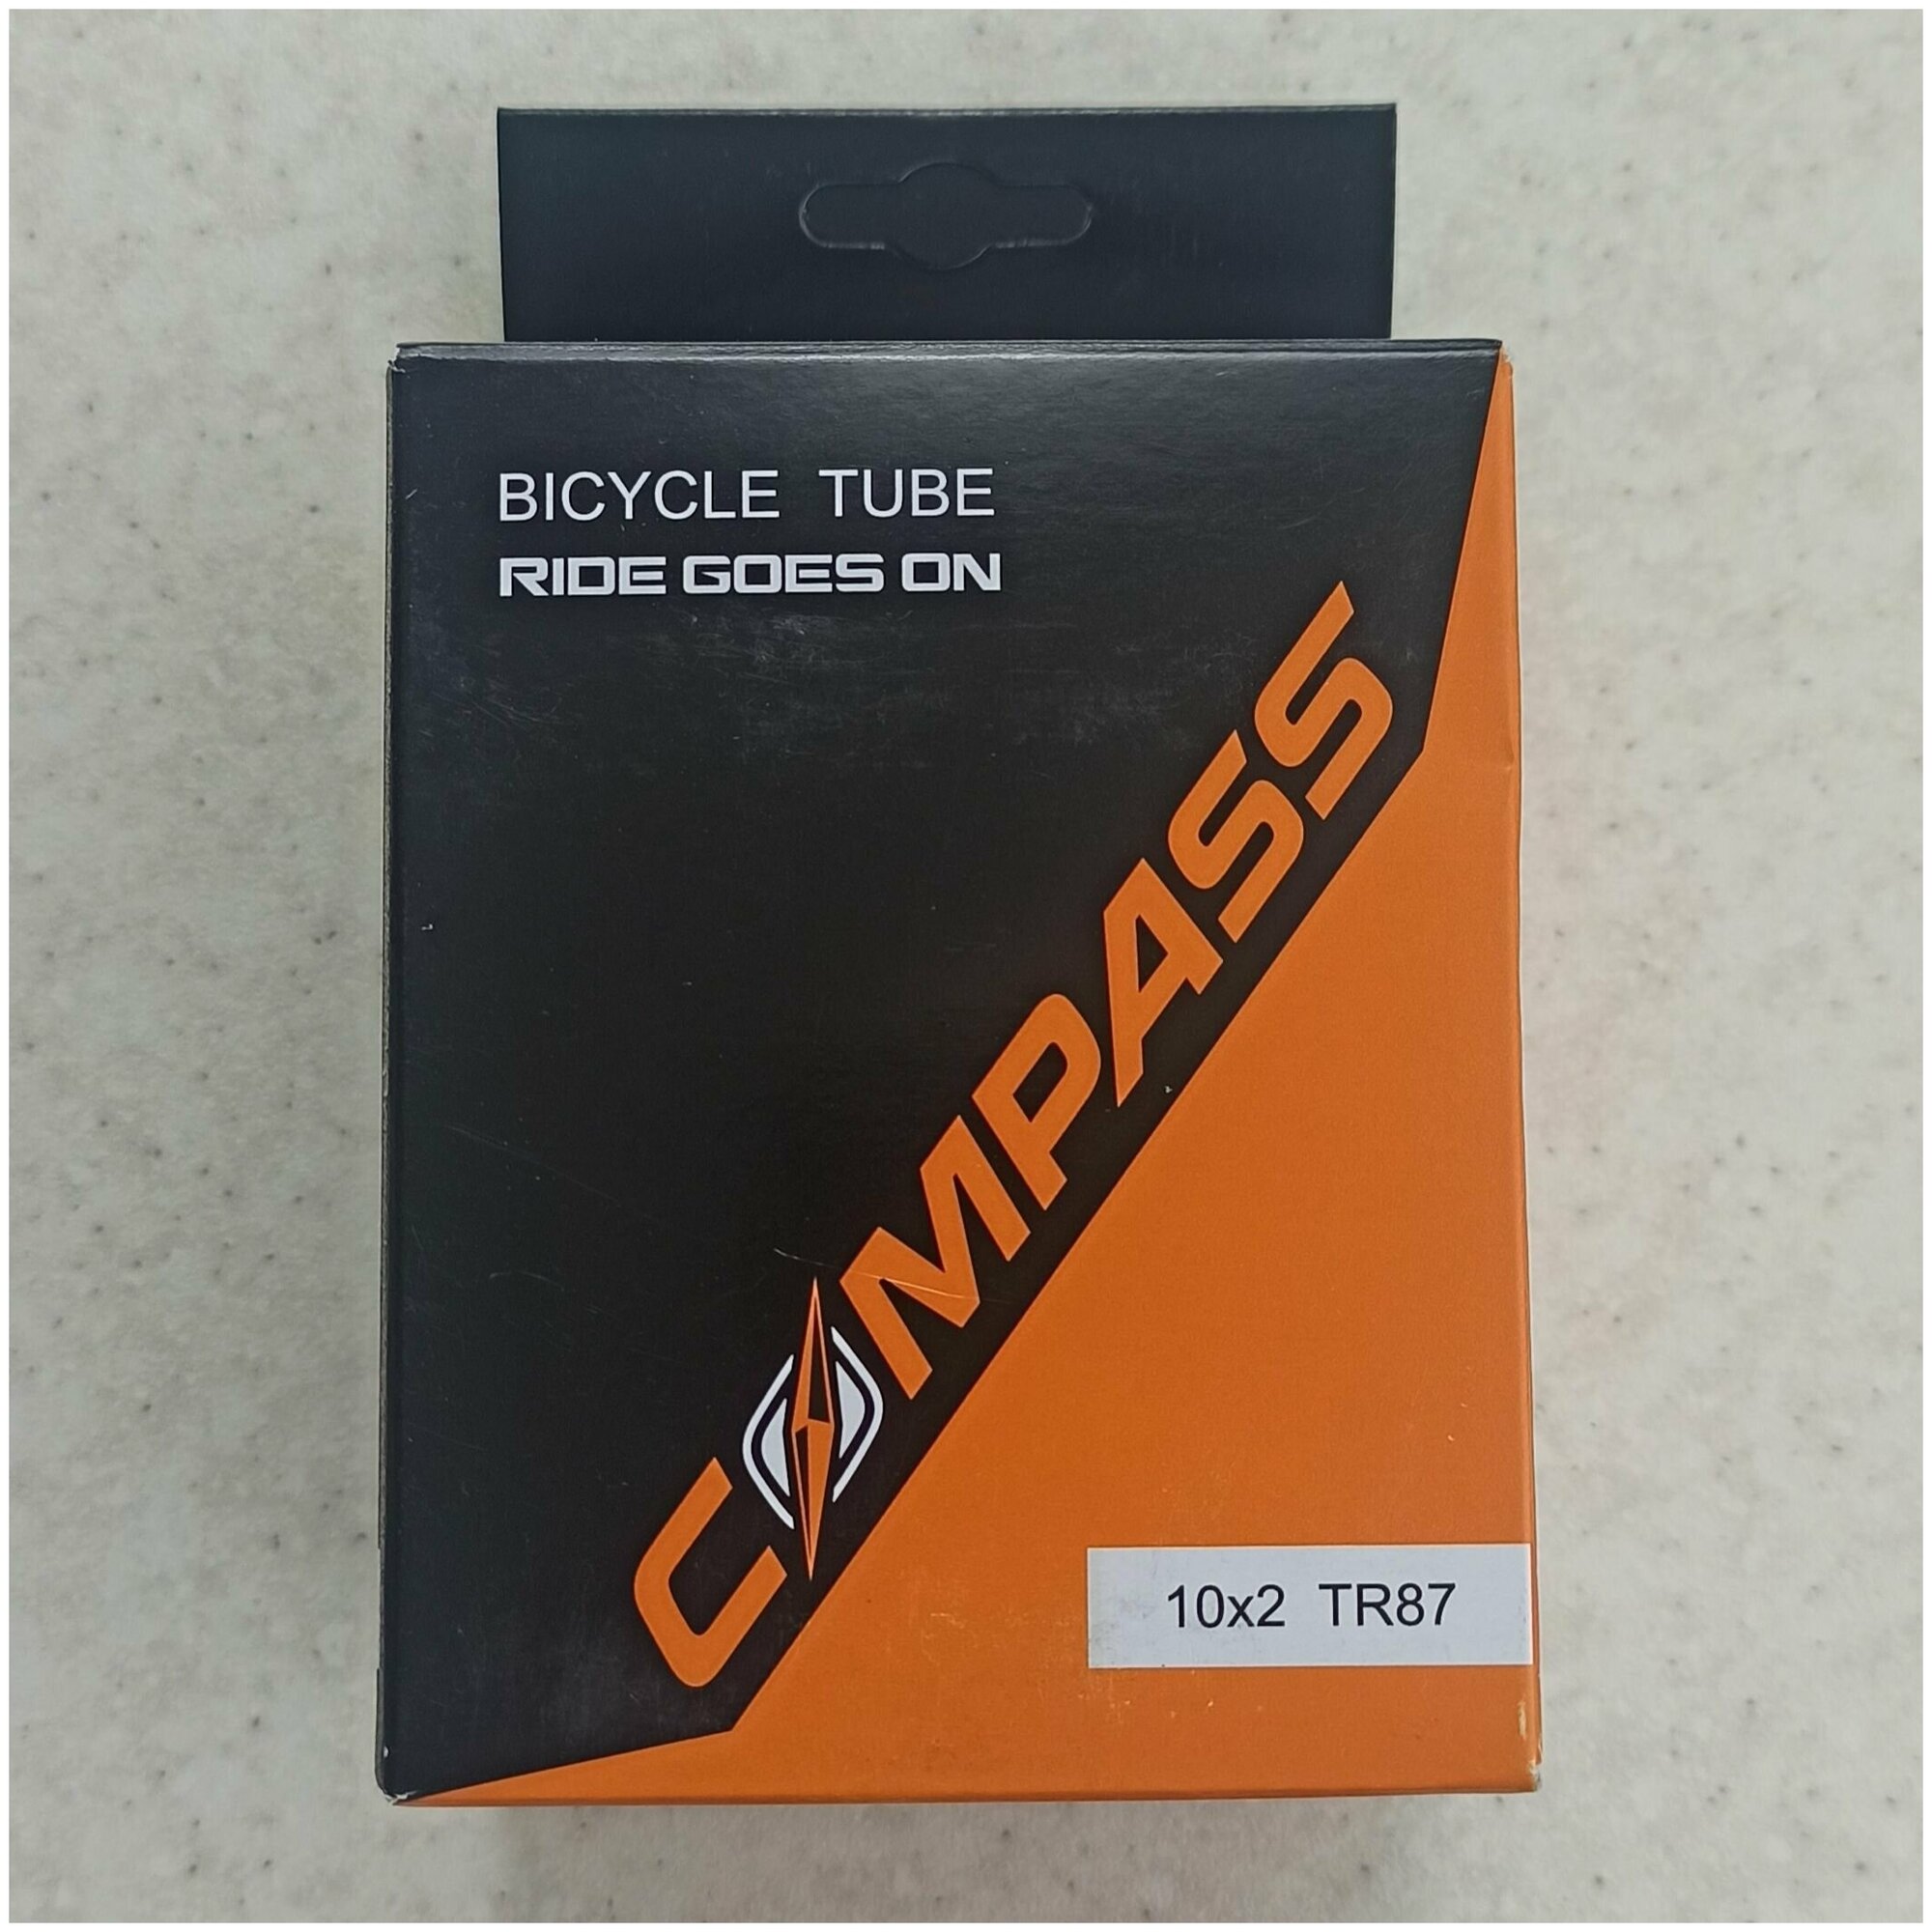 BICYCLE TUBE
RIDE GOES ON
COMPASS
10x2 TR87